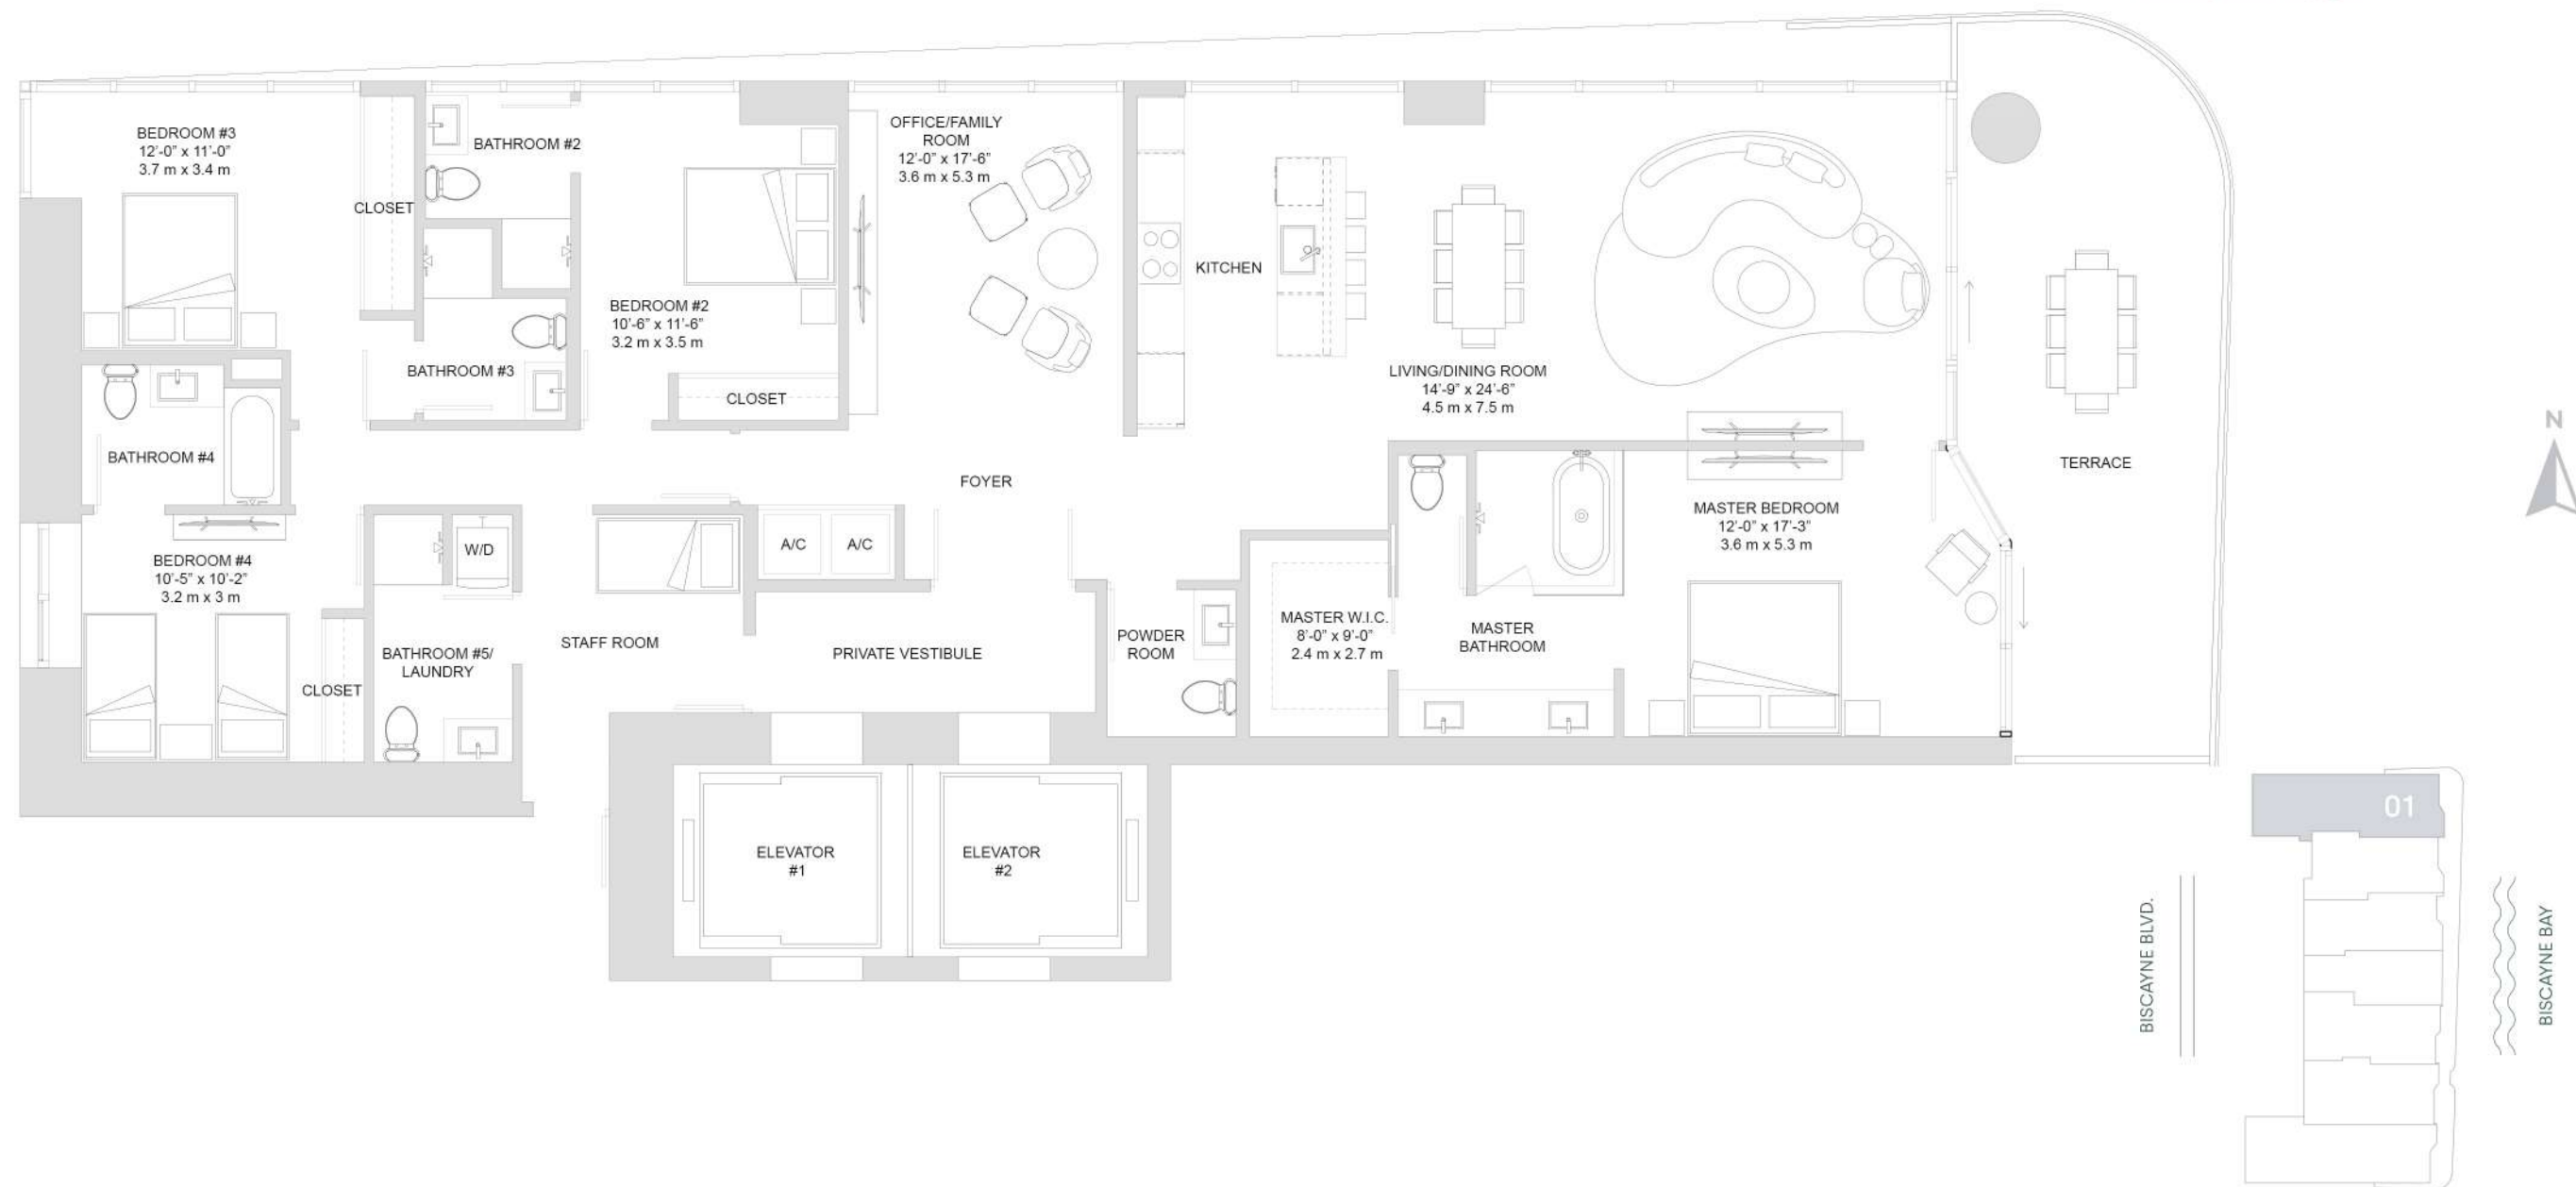 BEDROOM #3
12'-0" x 11'-0"
3.7 m x 3.4 m
CLOSET
BATHROOM #2
BEDROOM #2
10'-6" x 11'-6"
3.2 m x 3.5 m
CLOSET
BATHROOM #3
OFFICE/FAMILY
ROOM
12'-0" x 17'-6"
3.6 m x 5.3 m
KITCHEN
LIVING/DINING ROOM
14'-9" x 24'-6"
4.5 m x 7.5 m
TERRACE
N
BATHROOM #4
BEDROOM #4
10'-5" x 10'-2"
3.2 m x 3 m
CLOSET
W/D
BATHROOM #5/
LAUNDRY
STAFF ROOM
A/C
A/C
FOYER
PRIVATE VESTIBULE
POWDER
ROOM
MASTER W.I.C.
8'-0" x 9'-0"
2.4 m x 2.7 m
MASTER
BATHROOM
MASTER BEDROOM
12'-0" x 17'-3"
3.6 m x 5.3 m
ELEVATOR
#1
ELEVATOR
#2
01
BISCAYNE BLVD.
BISCAYNE BAY